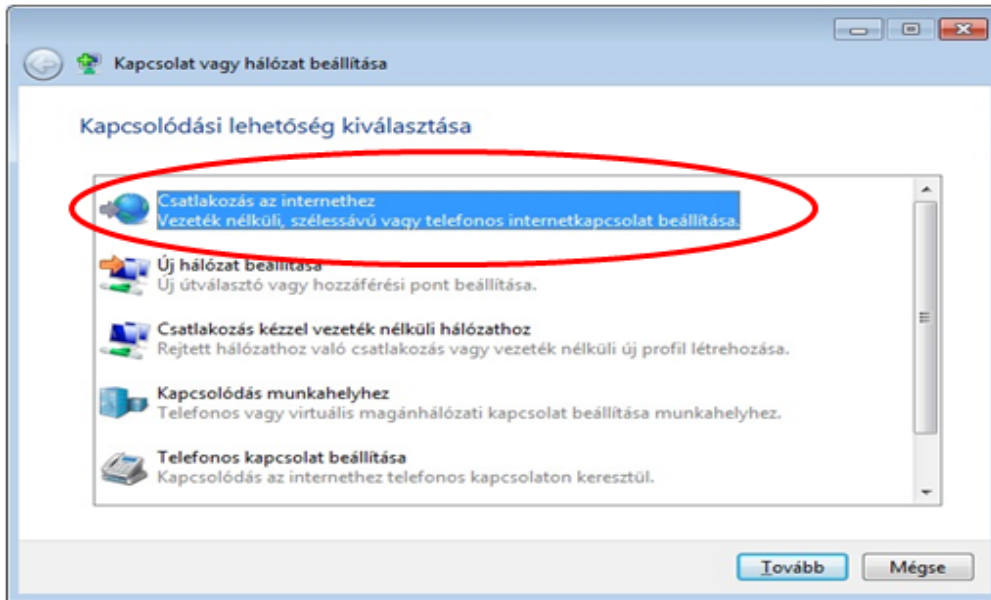 Kapcsolat vagy hálózat beállítása
Kapcsolódási lehetőség kiválasztása
Csatlakozás az internethez
Vezeték nélküli, szélessávú vagy telefonos internetkapcsolat beállítása.
Új hálózat beállítása
Új útválasztó vagy hozzáférési pont beállítása.
Csatlakozás kézzel vezeték nélküli hálózathoz
Rejtett hálózathoz való csatlakozás vagy vezeték nélküli új profil létrehozása.
Kapcsolódás munkahelyhez
Telefonos vagy virtuális magánhálózati kapcsolat beállítása munkahelyhez.
Telefonos kapcsolat beállítása
Kapcsolódás az internethez telefonos kapcsolaton keresztül.
Tovább Mégse